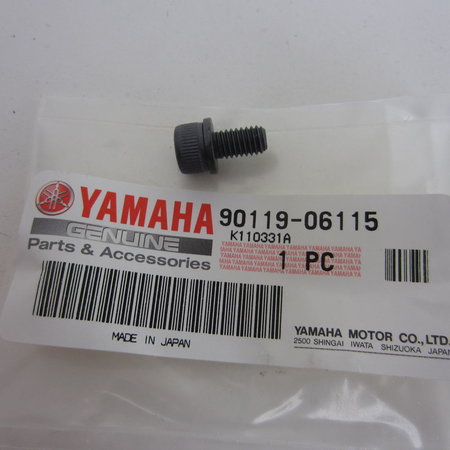 YAMAHA 90119-06115
GENUINE K110331A
Parts & Accessories 1 PC
MADE IN JAPAN
YAMAHA MOTOR CO., LTD.
2500 SHINGAI IWATA SHIZUOKA JAPAN